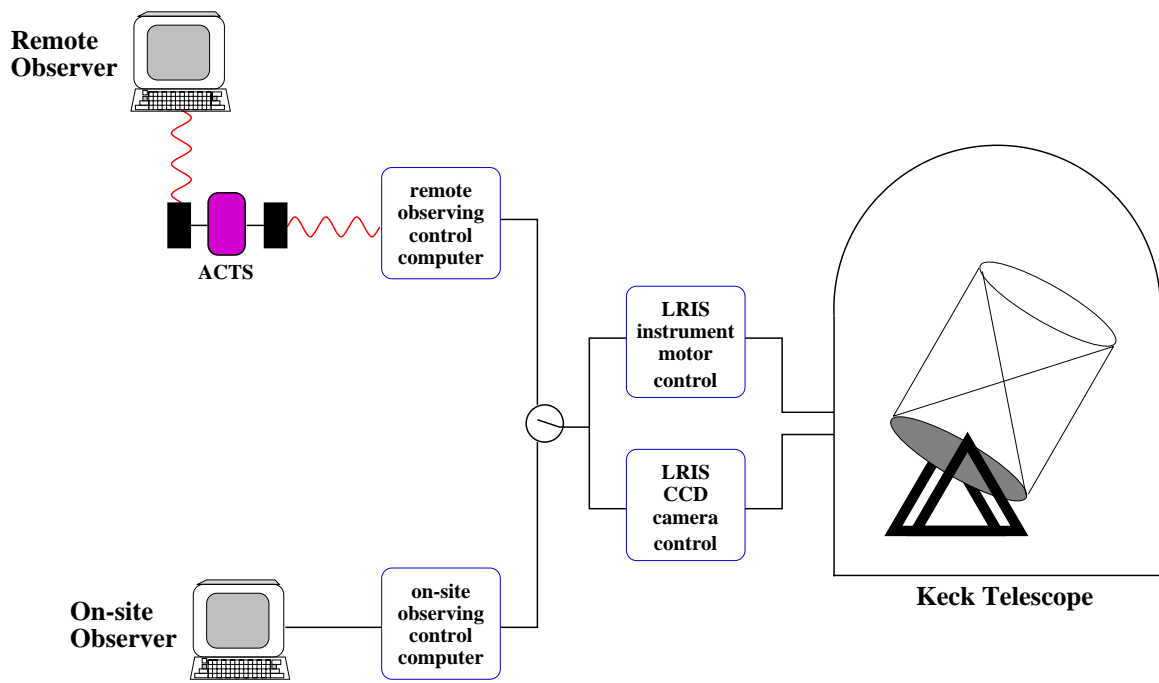 Remote
Observer
ACTS
remote
observing
control
computer
LRIS
instrument
motor
control
LRIS
CCD
camera
control
Keck Telescope
On-site
Observer
on-site
observing
control
computer